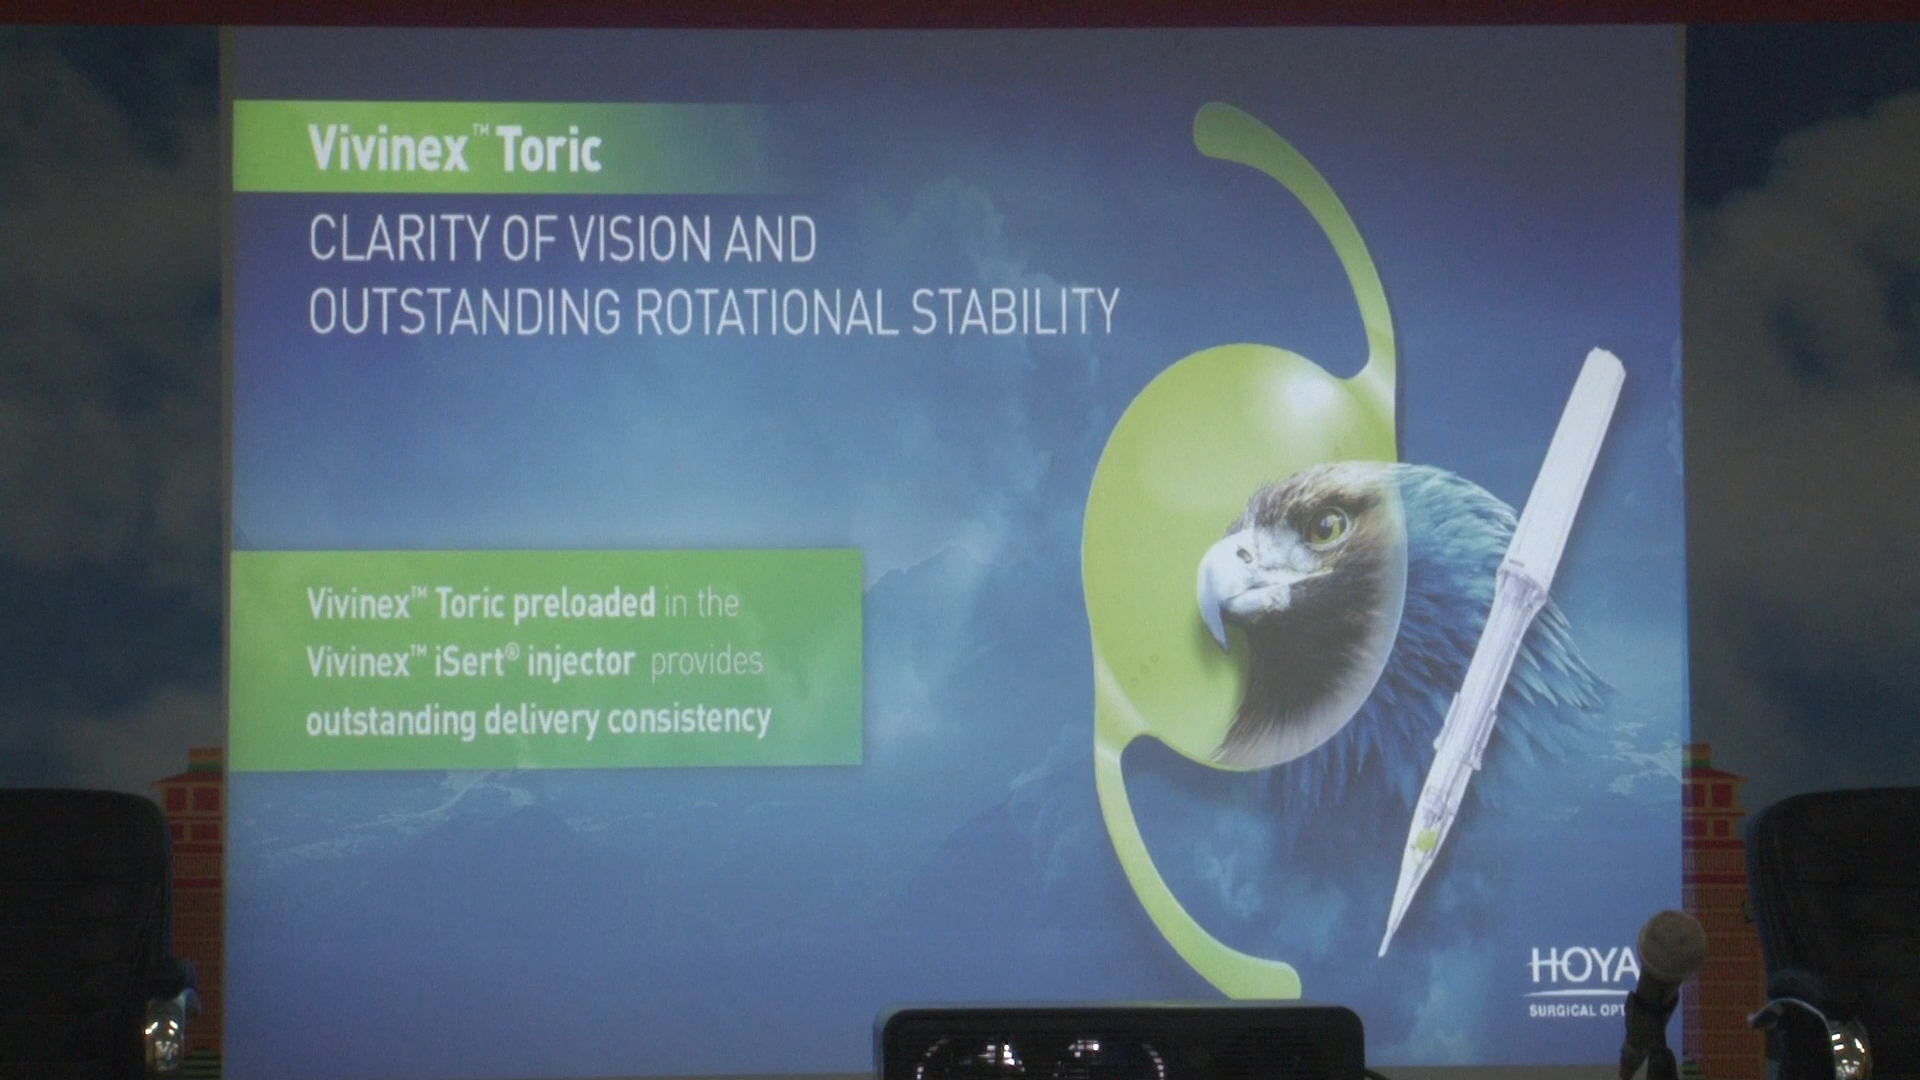 Vivinex™ Toric
CLARITY OF VISION AND
OUTSTANDING ROTATIONAL STABILITY
Vivinex™ Toric preloaded in the
Vivinex™ iSert® injector provides
outstanding delivery consistency
HOYA
SURGICAL